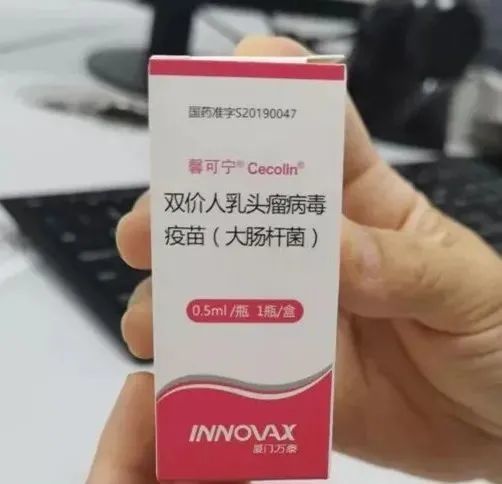 国药准字S20190047
馨可宁® Cecolin®
双价人乳头瘤病毒
疫苗（大肠杆菌）
0.5ml/瓶 1瓶/盒
INNOVAX
厦门万泰